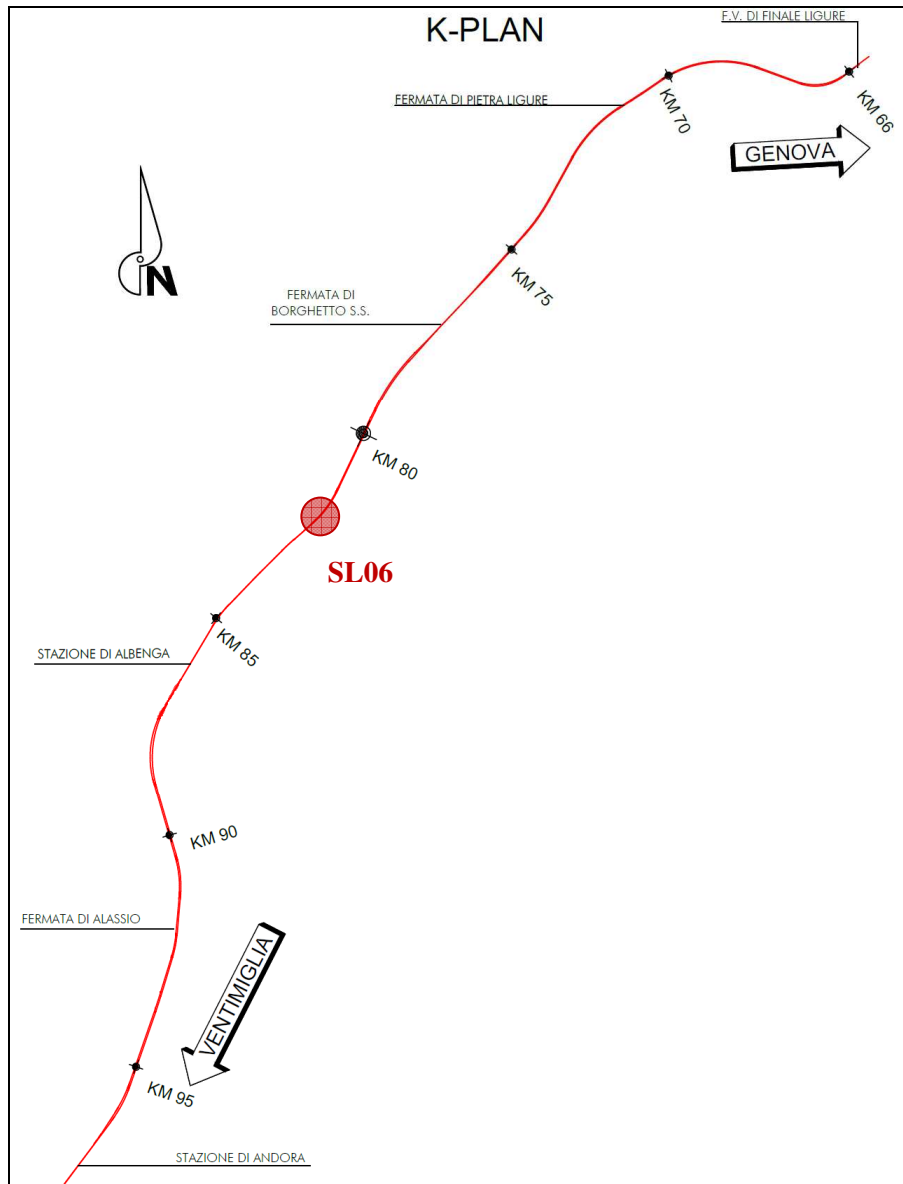 K-PLAN
F.V. DI FINALE LIGURE
FERMATA DI PIETRA LIGURE
KM 70
KM 66
GENOVA
N
KM 75
FERMATA DI
BORGHETTO S.S.
KM 80
SL06
KM 85
STAZIONE DI ALBENGA
KM 90
FERMATA DI ALASSIO
VENTIMIGLIA
KM 95
STAZIONE DI ANDORA